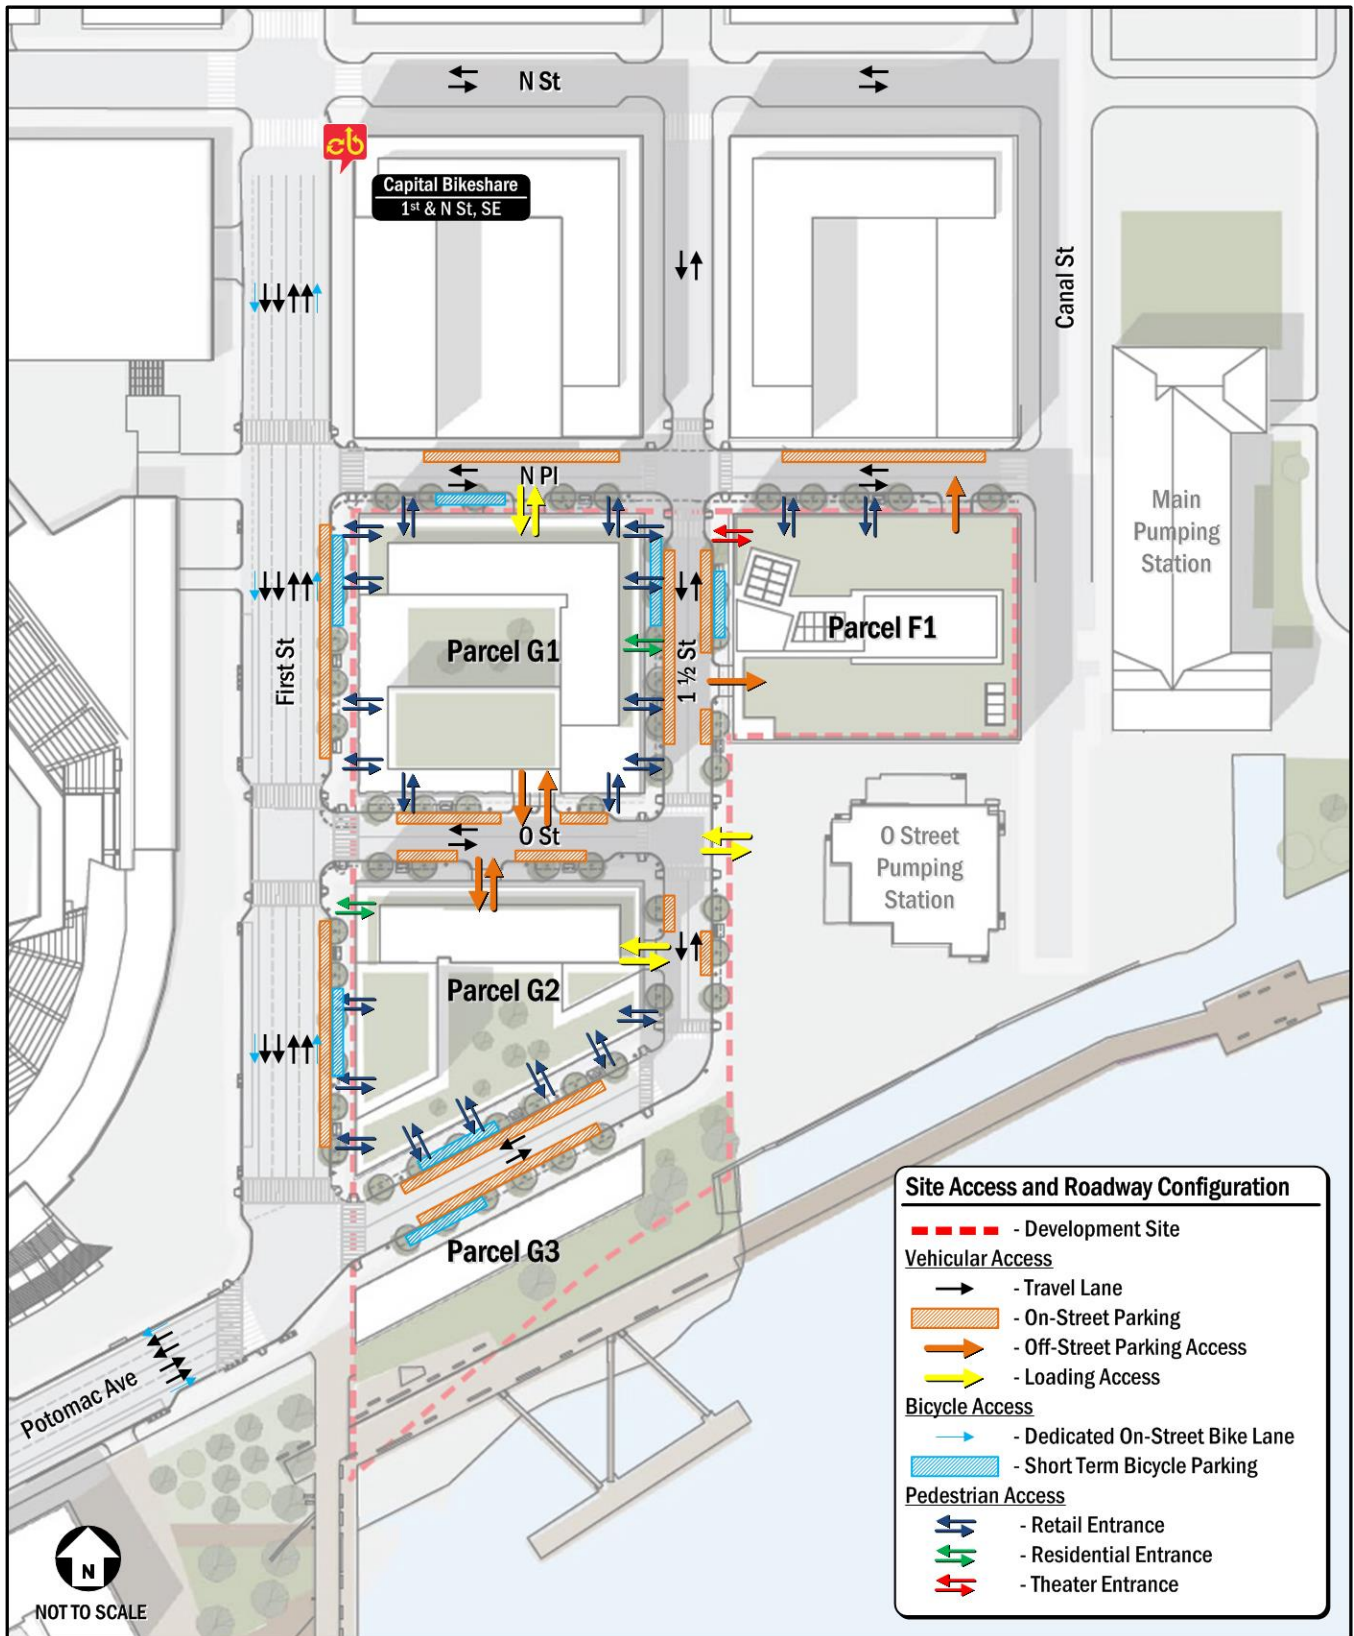 N St
cb
Capital Bikeshare
1st & N St, SE
Canal St
N Pl
Main
Pumping
Station
Parcel F1
Parcel G1
First St
1 ½ St
O St
O Street
Pumping
Station
Parcel G2
Parcel G3
Potomac Ave
Site Access and Roadway Configuration
- Development Site
Vehicular Access
- Travel Lane
- On-Street Parking
- Off-Street Parking Access
- Loading Access
Bicycle Access
- Dedicated On-Street Bike Lane
- Short Term Bicycle Parking
Pedestrian Access
- Retail Entrance
- Residential Entrance
- Theater Entrance
N
NOT TO SCALE